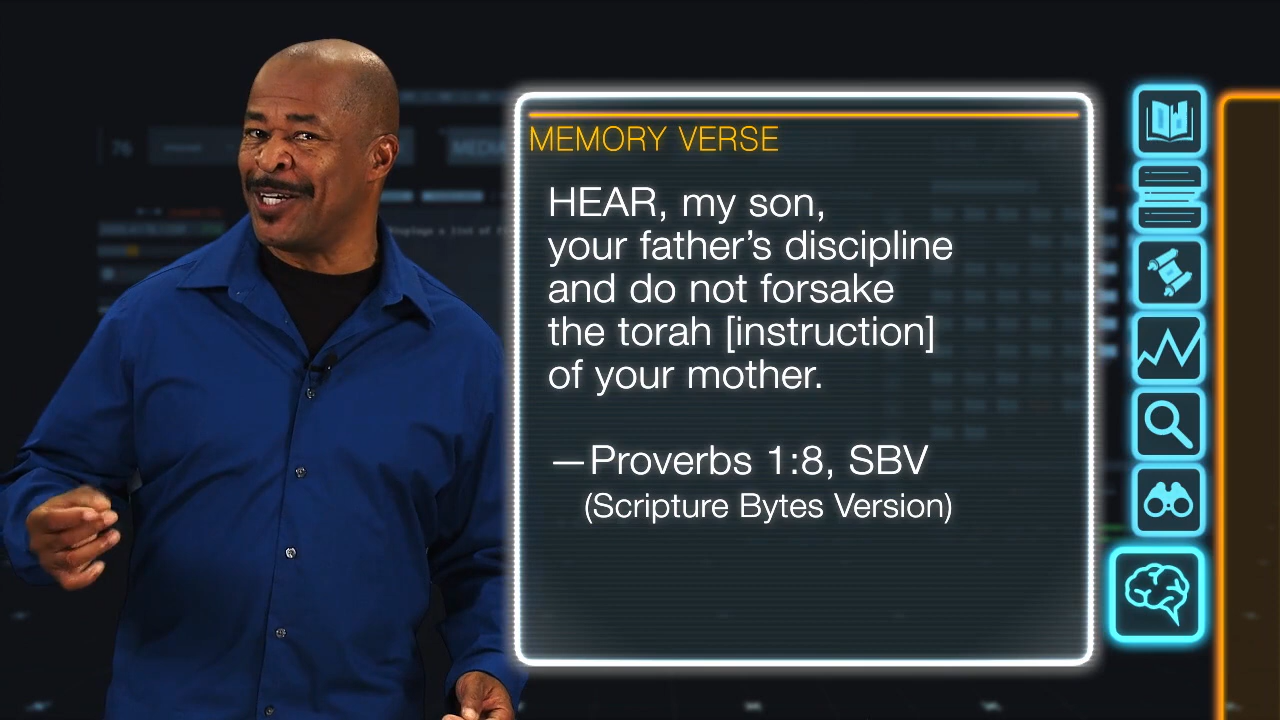 76
MEMORY VERSE
HEAR, my son,
your father’s discipline
and do not forsake
the torah [instruction]
of your mother.
—Proverbs 1:8, SBV
(Scripture Bytes Version)